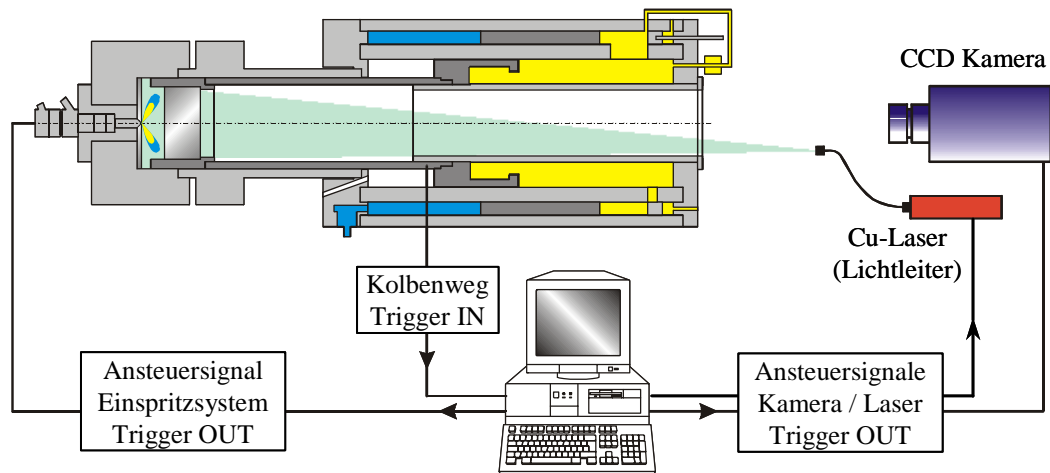 CCD Kamera
Cu-Laser
(Lichtleiter)
Kolbenweg
Trigger IN
Ansteuersignal
Einspritzsystem
Trigger OUT
Ansteuersignale
Kamera / Laser
Trigger OUT